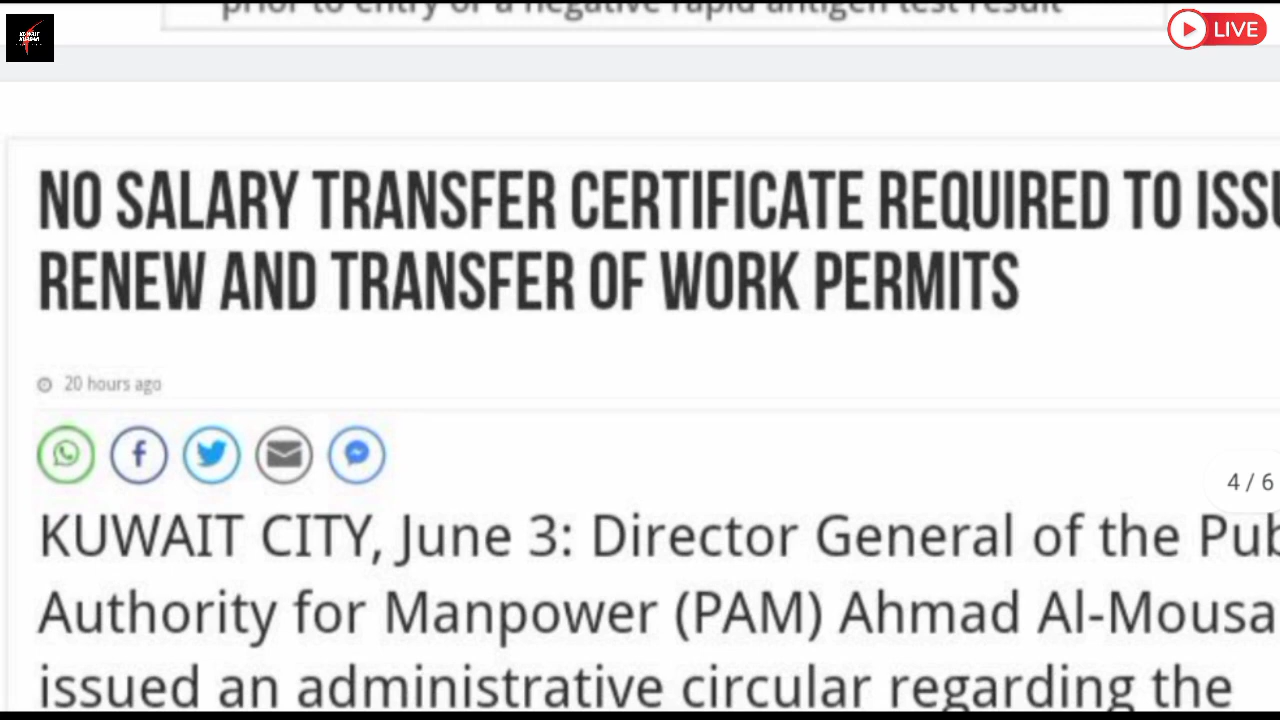 prior to entry or a negative rapid antigen test result
LIVE
NO SALARY TRANSFER CERTIFICATE REQUIRED TO ISSU
RENEW AND TRANSFER OF WORK PERMITS
20 hours ago
4 / 6
KUWAIT CITY, June 3: Director General of the Pub
Authority for Manpower (PAM) Ahmad Al-Mousa
issued an administrative circular regarding the